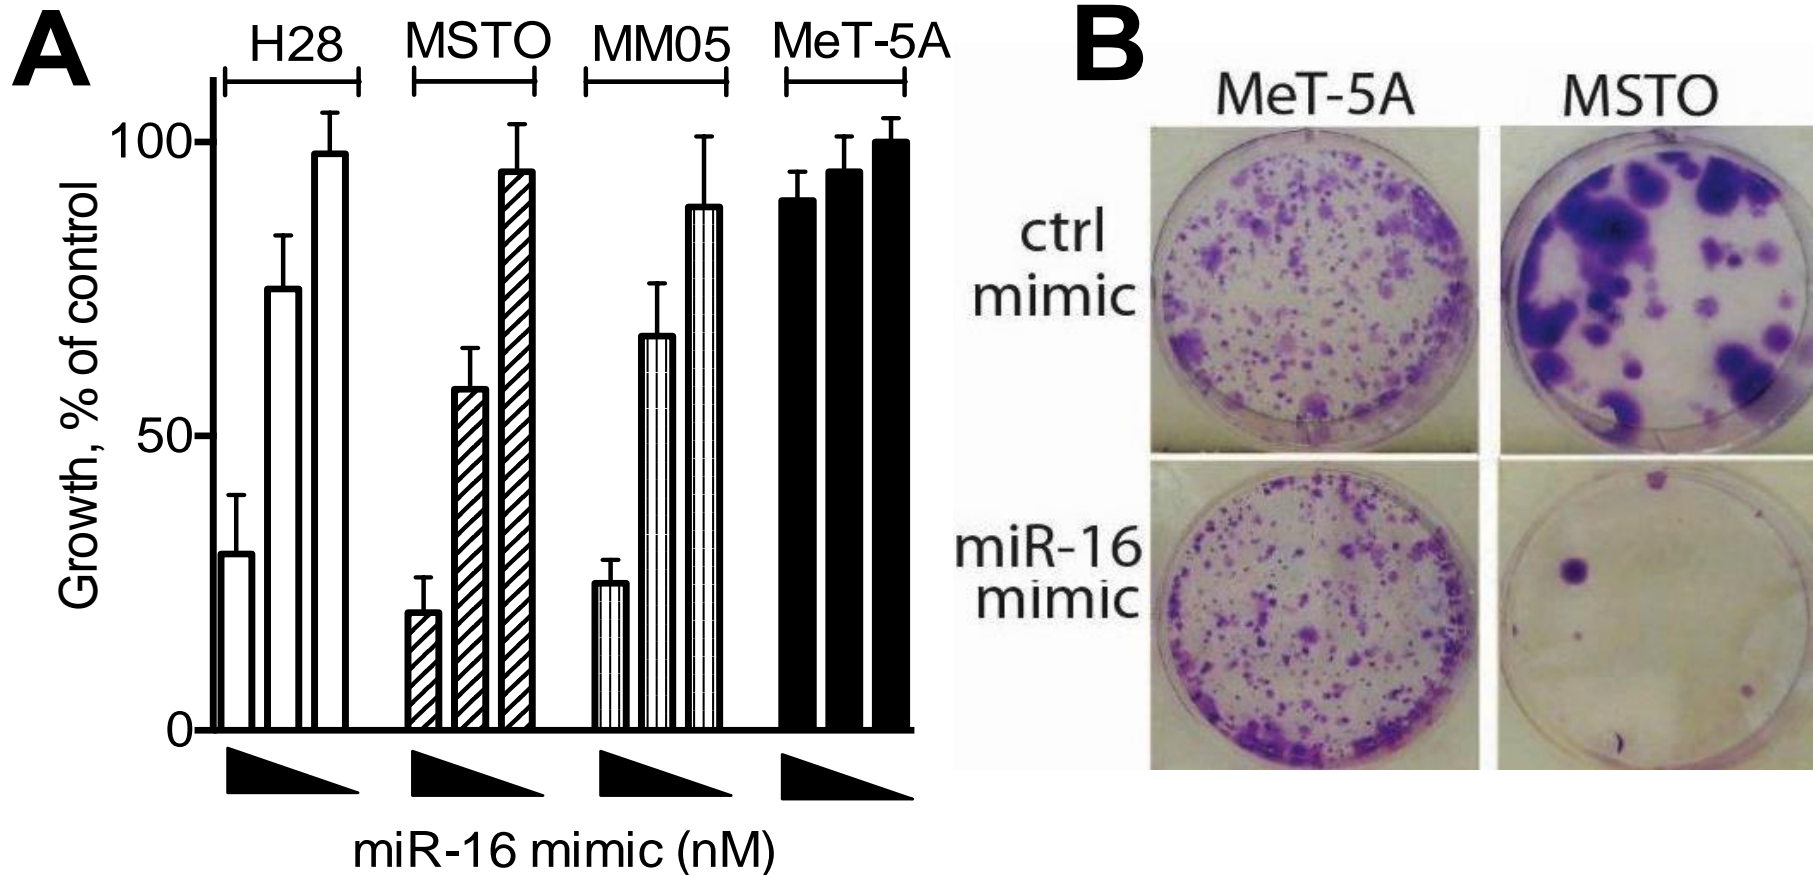 A
H28 MSTO MM05 MeT-5A
100
50
0
Growth, % of control
miR-16 mimic (nM)
B
MeT-5A MSTO
ctrl
mimic
miR-16
mimic